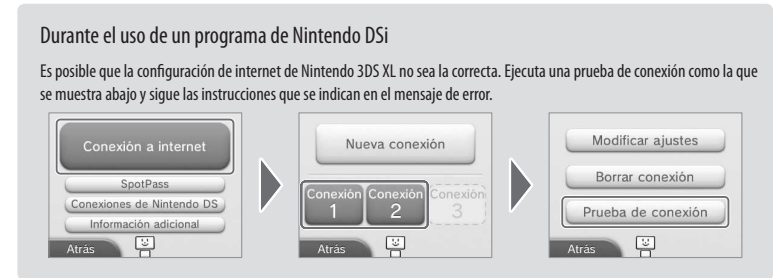 Durante el uso de un programa de Nintendo DSi
Es posible que la configuración de internet de Nintendo 3DS XL no sea la correcta. Ejecuta una prueba de conexión como la que
se muestra abajo y sigue las instrucciones que se indican en el mensaje de error.
Conexión a internet
SpotPass
Conexiones de Nintendo DS
Información adicional
Atrás
Nueva conexión
Conexión
1
Conexión
2
Conexión
3
Atrás
Modificar ajustes
Borrar conexión
Prueba de conexión
Atrás